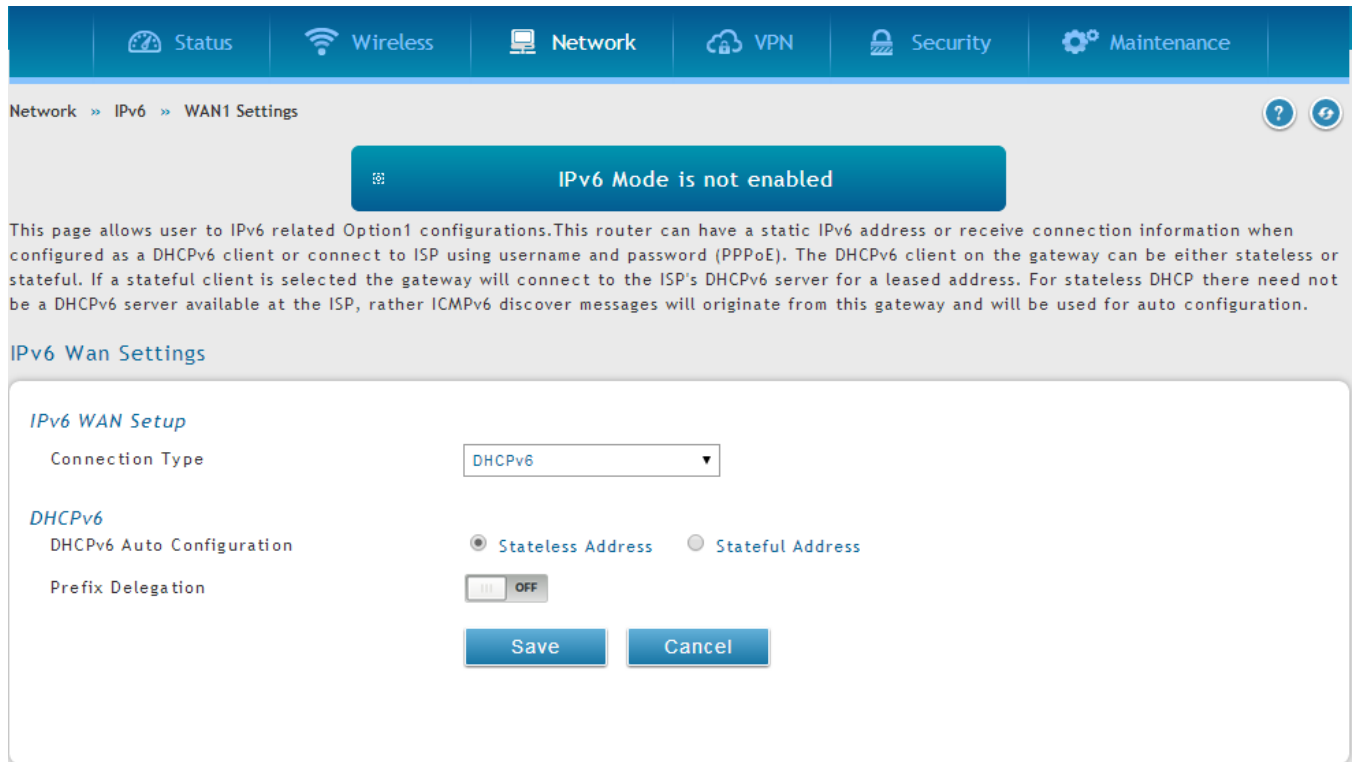 Status Wireless Network VPN Security Maintenance
Network » IPv6 » WAN1 Settings ?
IPv6 Mode is not enabled
This page allows user to IPv6 related Option1 configurations.This router can have a static IPv6 address or receive connection information when
configured as a DHCPv6 client or connect to ISP using username and password (PPPoE). The DHCPv6 client on the gateway can be either stateless or
stateful. If a stateful client is selected the gateway will connect to the ISP's DHCPv6 server for a leased address. For stateless DHCP there need not
be a DHCPv6 server available at the ISP, rather ICMPv6 discover messages will originate from this gateway and will be used for auto configuration.
IPv6 Wan Settings
IPv6 WAN Setup
Connection Type DHCPv6
DHCPv6
DHCPv6 Auto Configuration Stateless Address Stateful Address
Prefix Delegation OFF
Save Cancel